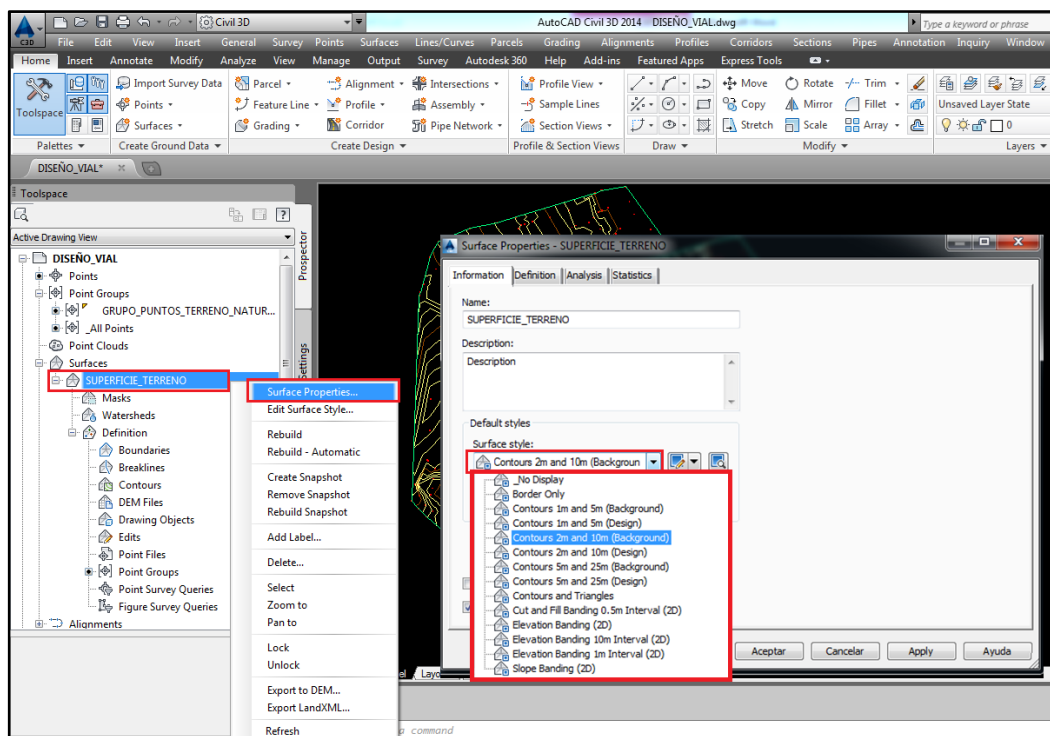 Civil 3D
AutoCAD Civil 3D 2014 DISEÑO_VIAL.dwg
Type a keyword or phrase
C3D
File Edit View Insert General Survey Points Surfaces Lines/Curves Parcels Grading Alignments Profiles Corridors Sections Pipes Annotation Inquiry Window
Home Insert Annotate Modify Analyze View Manage Output Survey Autodesk 360 Help Add-ins Featured Apps Express Tools
Toolspace
Import Survey Data
Points
Surfaces
Parcel
Feature Line
Grading
Alignment
Profile
Corridor
Intersections
Assembly
Pipe Network
Profile View
Sample Lines
Section Views
Move
Copy
Stretch
Rotate
Mirror
Scale
Trim
Fillet
Array
Unsaved Layer State
0
Palettes
Create Ground Data
Create Design
Profile & Section Views
Draw
Modify
Layers
DISEÑO_VIAL*
Toolspace
Active Drawing View
Prospector
Settings
DISEÑO_VIAL
Points
Point Groups
GRUPO_PUNTOS_TERRENO_NATUR...
_All Points
Point Clouds
Surfaces
SUPERFICIE_TERRENO
Masks
Watersheds
Definition
Boundaries
Breaklines
Contours
DEM Files
Drawing Objects
Edits
Point Files
Point Groups
Point Survey Queries
Figure Survey Queries
Alignments
Surface Properties...
Edit Surface Style...
Rebuild
Rebuild - Automatic
Create Snapshot
Remove Snapshot
Rebuild Snapshot
Add Label...
Delete...
Select
Zoom to
Pan to
Lock
Unlock
Export to DEM...
Export LandXML...
Refresh
Surface Properties - SUPERFICIE_TERRENO
Information Definition Analysis Statistics
Name:
SUPERFICIE_TERRENO
Description:
Description
Default styles
Surface style:
Contours 2m and 10m (Backgroun
_No Display
Border Only
Contours 1m and 5m (Background)
Contours 1m and 5m (Design)
Contours 2m and 10m (Background)
Contours 2m and 10m (Design)
Contours 5m and 25m (Background)
Contours 5m and 25m (Design)
Contours and Triangles
Cut and Fill Banding 0.5m Interval (2D)
Elevation Banding (2D)
Elevation Banding 10m Interval (2D)
Elevation Banding 1m Interval (2D)
Slope Banding (2D)
Aceptar Cancelar Apply Ayuda
el Layo
a command